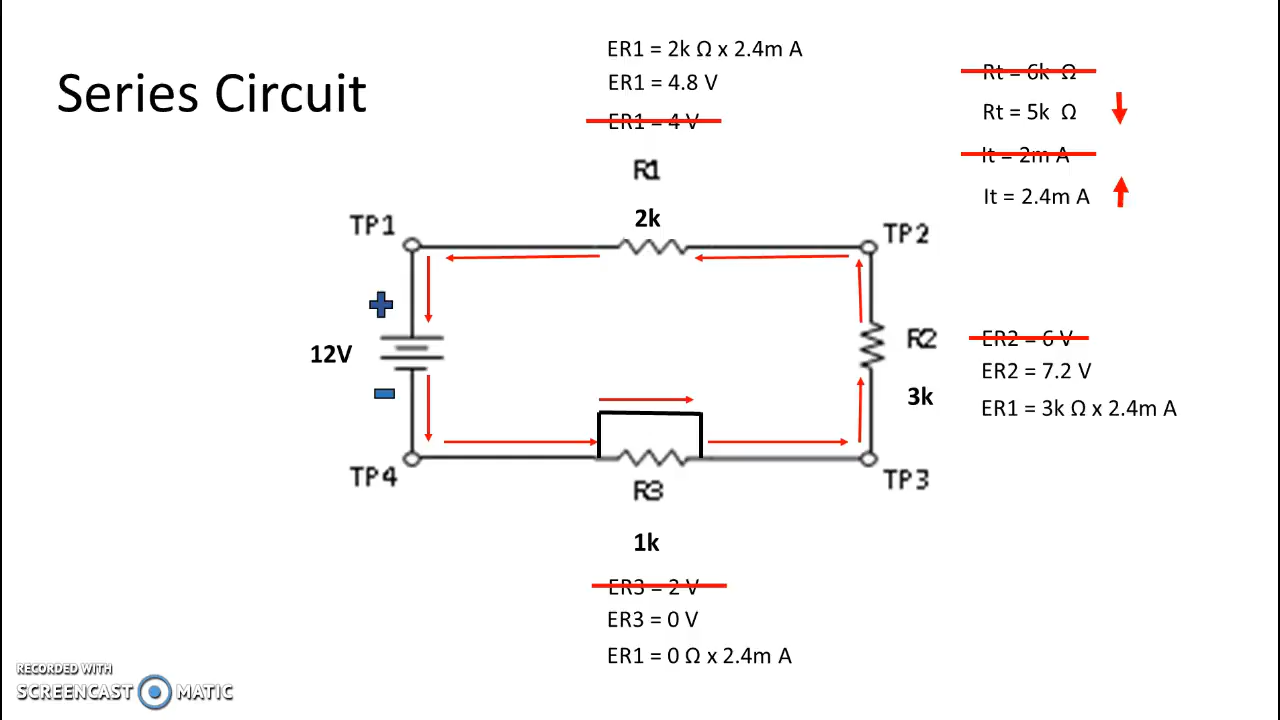 Series Circuit
ER1 = 2k Ω x 2.4m A
ER1 = 4.8 V
ER1 = 4 V
Rt = 6k Ω
Rt = 5k Ω
It = 2m A
It = 2.4m A
R1
2k
TP1
TP2
12V
R2
3k
ER2 = 6 V
ER2 = 7.2 V
ER1 = 3k Ω x 2.4m A
TP4
TP3
R3
1k
ER3 = 2 V
ER3 = 0 V
ER1 = 0 Ω x 2.4m A
RECORDED WITH
SCREENCAST MATIC